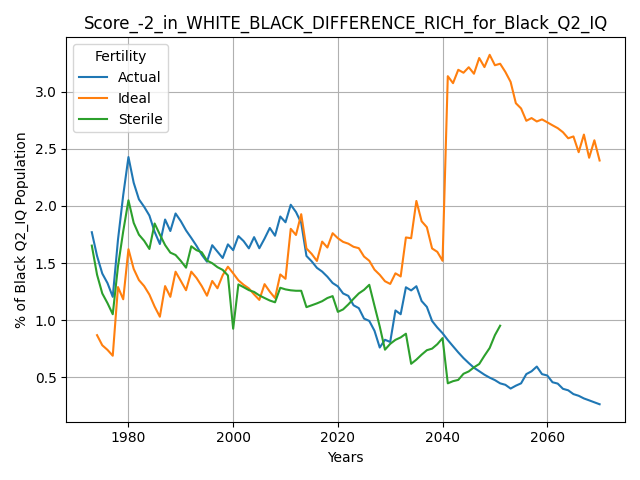 Score_-2_in_WHITE_BLACK_DIFFERENCE_RICH_for_Black_Q2_IQ
Fertility
Actual
Ideal
Sterile
% of Black Q2_IQ Population
3.0
2.5
2.0
1.5
1.0
0.5
1980
2000
2020
2040
2060
Years